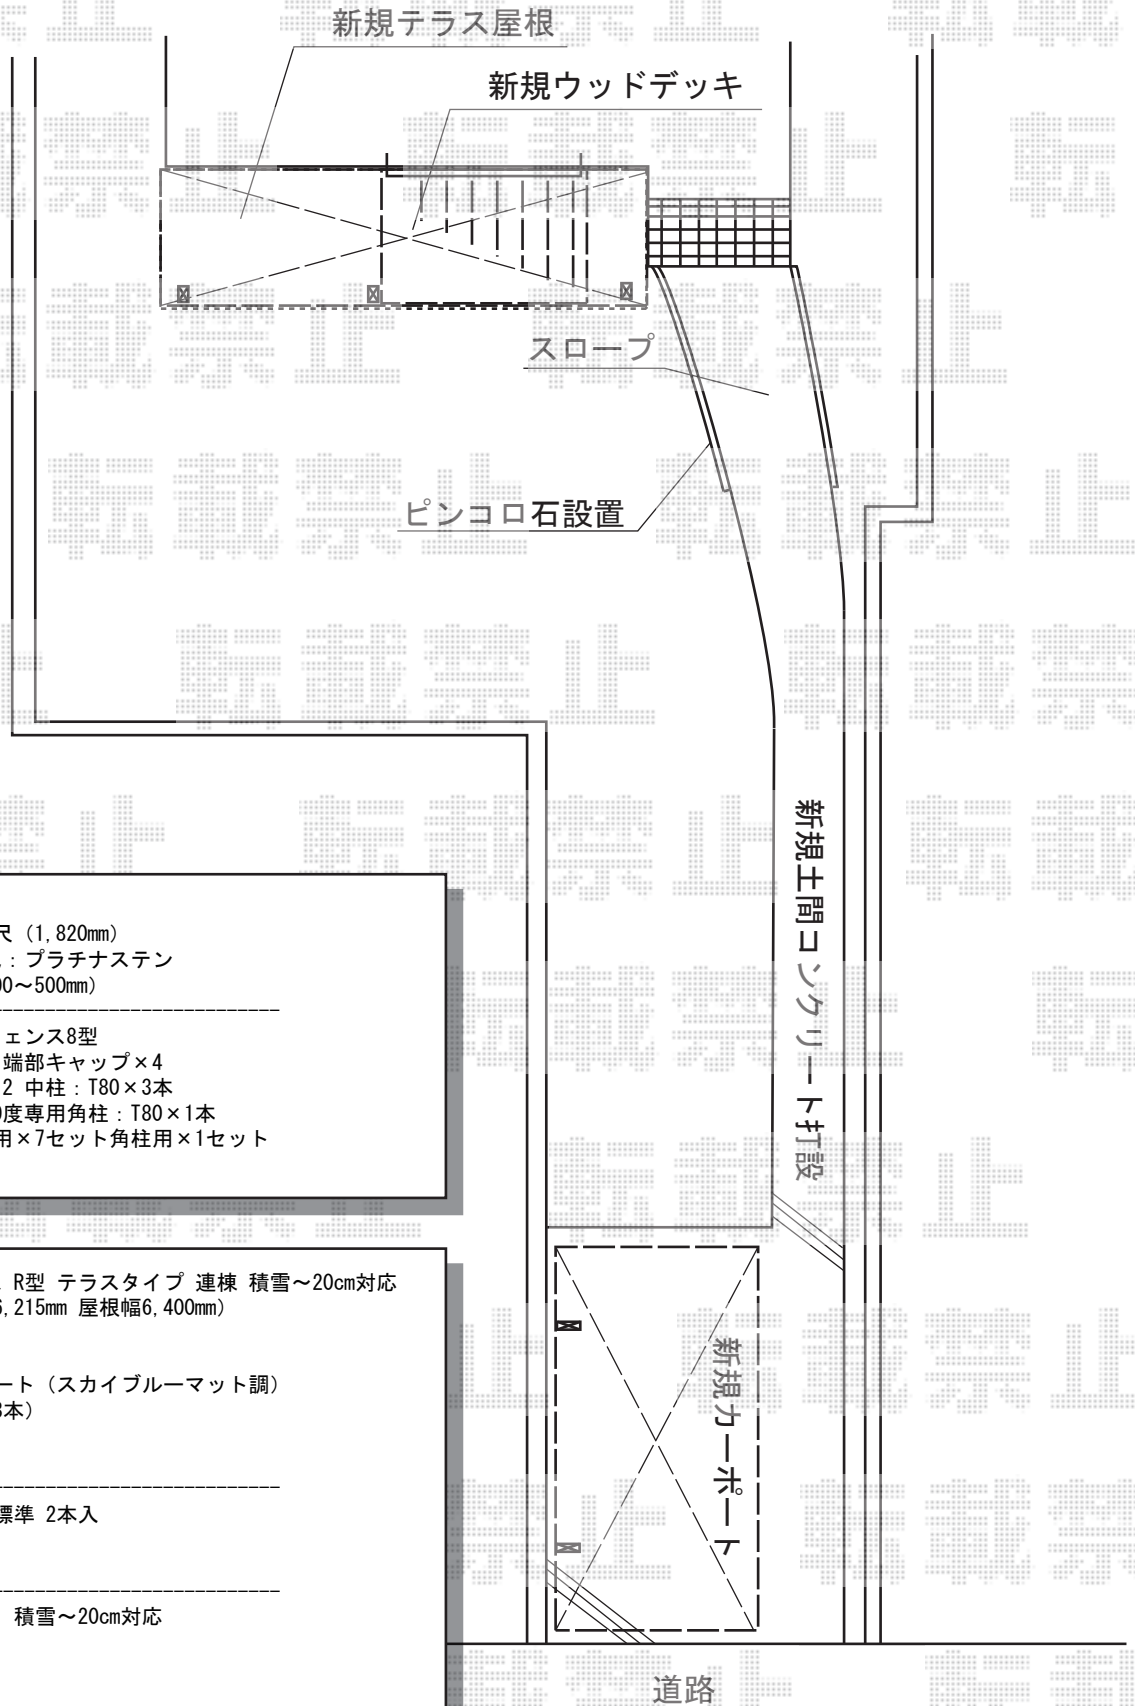 新規テラス屋根
新規ウッドデッキ
スロープ
ピンコロ石設置
新規土間コンクリート打設
尺（1,820mm）
：プラチナステン
00～500mm）
ェンス8型
端部キャップ×4
2 中柱：T80×3本
0度専用角柱：T80×1本
用×7セット角柱用×1セット
R型 テラスタイプ 連棟 積雪～20cm対応
6,215mm 屋根幅6,400mm）
ート（スカイブルーマット調）
3本）
標準 2本入
積雪～20cm対応
新規カーポート
道路
転載禁止